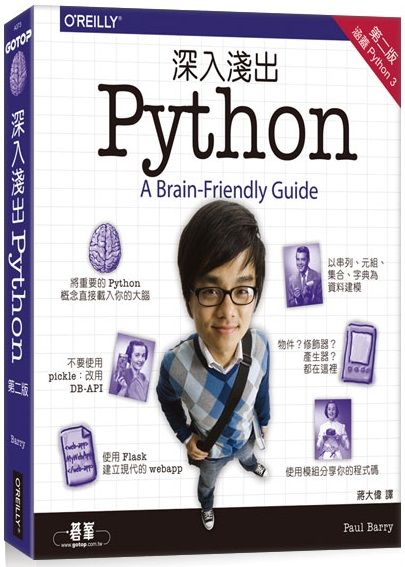 O'REILLY®
第二版
涵蓋 Python 3
深入淺出
Python
A Brain-Friendly Guide
將重要的 Python
概念直接載入你的大腦
以串列、元組、
集合、字典為
資料建模
不要使用
pickle：改用
DB-API
物件？修飾器？
產生器？
都在這裡
使用 Flask
建立現代的 webapp
使用模組分享你的程式碼
蔣大偉 譯
Paul Barry
碁峯
www.gotop.com.tw
GOTOP
深入淺出 Python
第二版
Barry
O'REILLY®